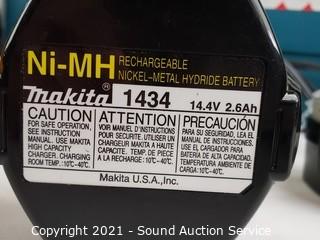 Ni-MH RECHARGEABLE
NICKEL-METAL HYDRIDE BATTERY
makita® 1434 14.4V 2.6Ah
CAUTION
FOR SAFE OPERATION,
SEE INSTRUCTION
MANUAL. USE MAKITA
HIGH CAPACITY
CHARGER. CHARGING
ROOM TEMP.:10°C-40°C.
ATTENTION
VOIR MANUEL D'INSTRUCTIONS
POUR SECURITE. UTILISER UN
CHARGEUR MAKITA A HAUTE
CAPACITE. TEMP. DE PIECE
A LA RECHARGE.:10°C-40°C
PRECAUCIÓN
PARA SU SEGURIDAD, LEA
EL MANUAL DE INSTRUCCIONES.
USE EL CARGADOR MAKITA PARA
BATERIA DE ALTA CAPACIDAD.
TEMPERATURA AMBIENTE DE
CARGA:10°C-40°C
Makita U.S.A.,Inc.
Copyright 2021 - Sound Auction Service